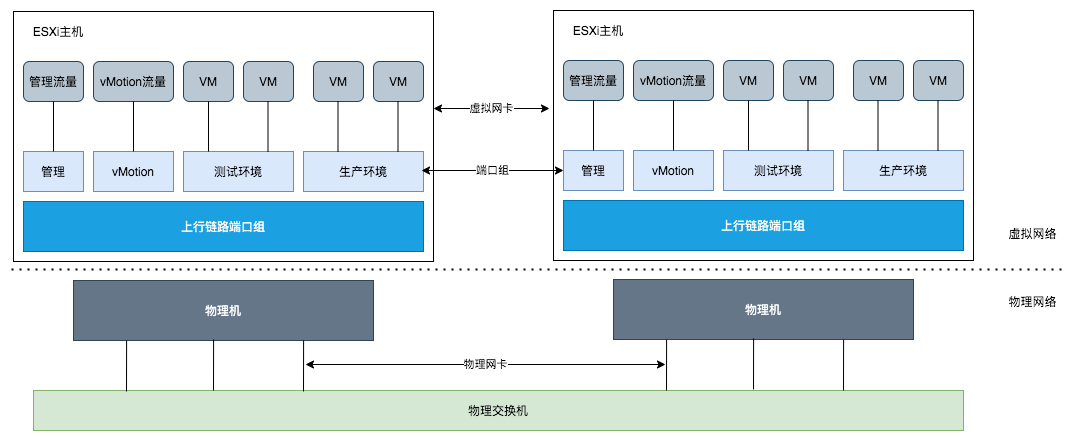 ESXi主机
ESXi主机
管理流量
vMotion流量
VM
VM
VM
VM
管理流量
vMotion流量
VM
VM
VM
VM
虚拟网卡
管理
vMotion
测试环境
生产环境
端口组
管理
vMotion
测试环境
生产环境
上行链路端口组
上行链路端口组
虚拟网络
物理网络
物理机
物理机
物理网卡
物理交换机